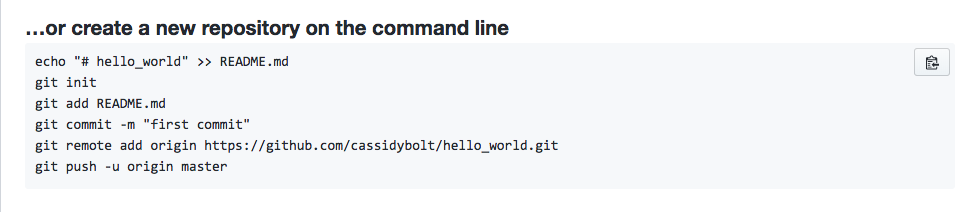 ...or create a new repository on the command line
echo "# hello_world" >> README.md
git init
git add README.md
git commit -m "first commit"
git remote add origin https://github.com/cassidybolt/hello_world.git
git push -u origin master